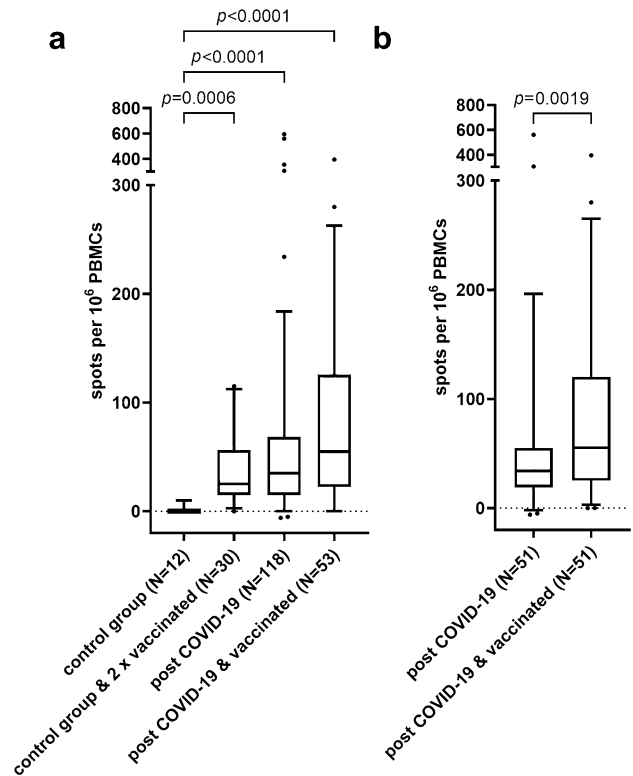 a
p<0.0001
p<0.0001
p=0.0006
800
600
400
300
200
100
0
spots per 10⁶ PBMCs
control group (N=12)
control group & 2 x vaccinated (N=30)
post COVID-19 (N=118)
post COVID-19 & vaccinated (N=53)
b
p=0.0019
800
600
400
300
200
100
0
spots per 10⁶ PBMCs
post COVID-19 (N=51)
post COVID-19 & vaccinated (N=51)